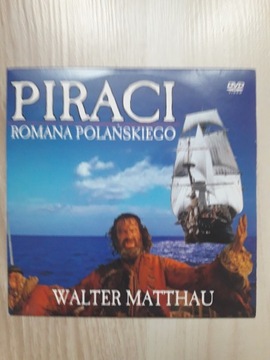 PIRACI
ROMANA POLAŃSKIEGO
DVD
WALTER MATTHAU